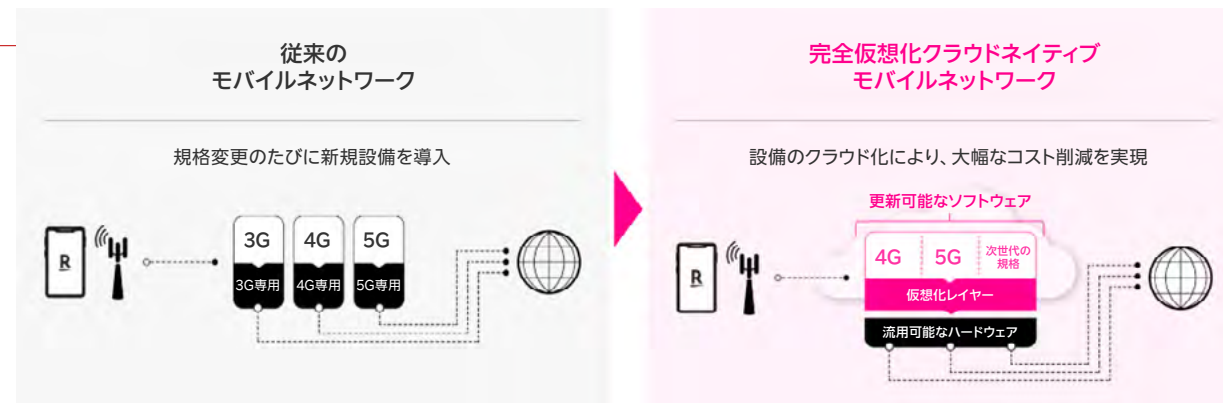 従来の
モバイルネットワーク
規格変更のたびに新規設備を導入
R
3G
4G
5G
3G専用
4G専用
5G専用
完全仮想化クラウドネイティブ
モバイルネットワーク
設備のクラウド化により、大幅なコスト削減を実現
更新可能なソフトウェア
R
4G
5G
次世代の
規格
仮想化レイヤー
流用可能なハードウェア